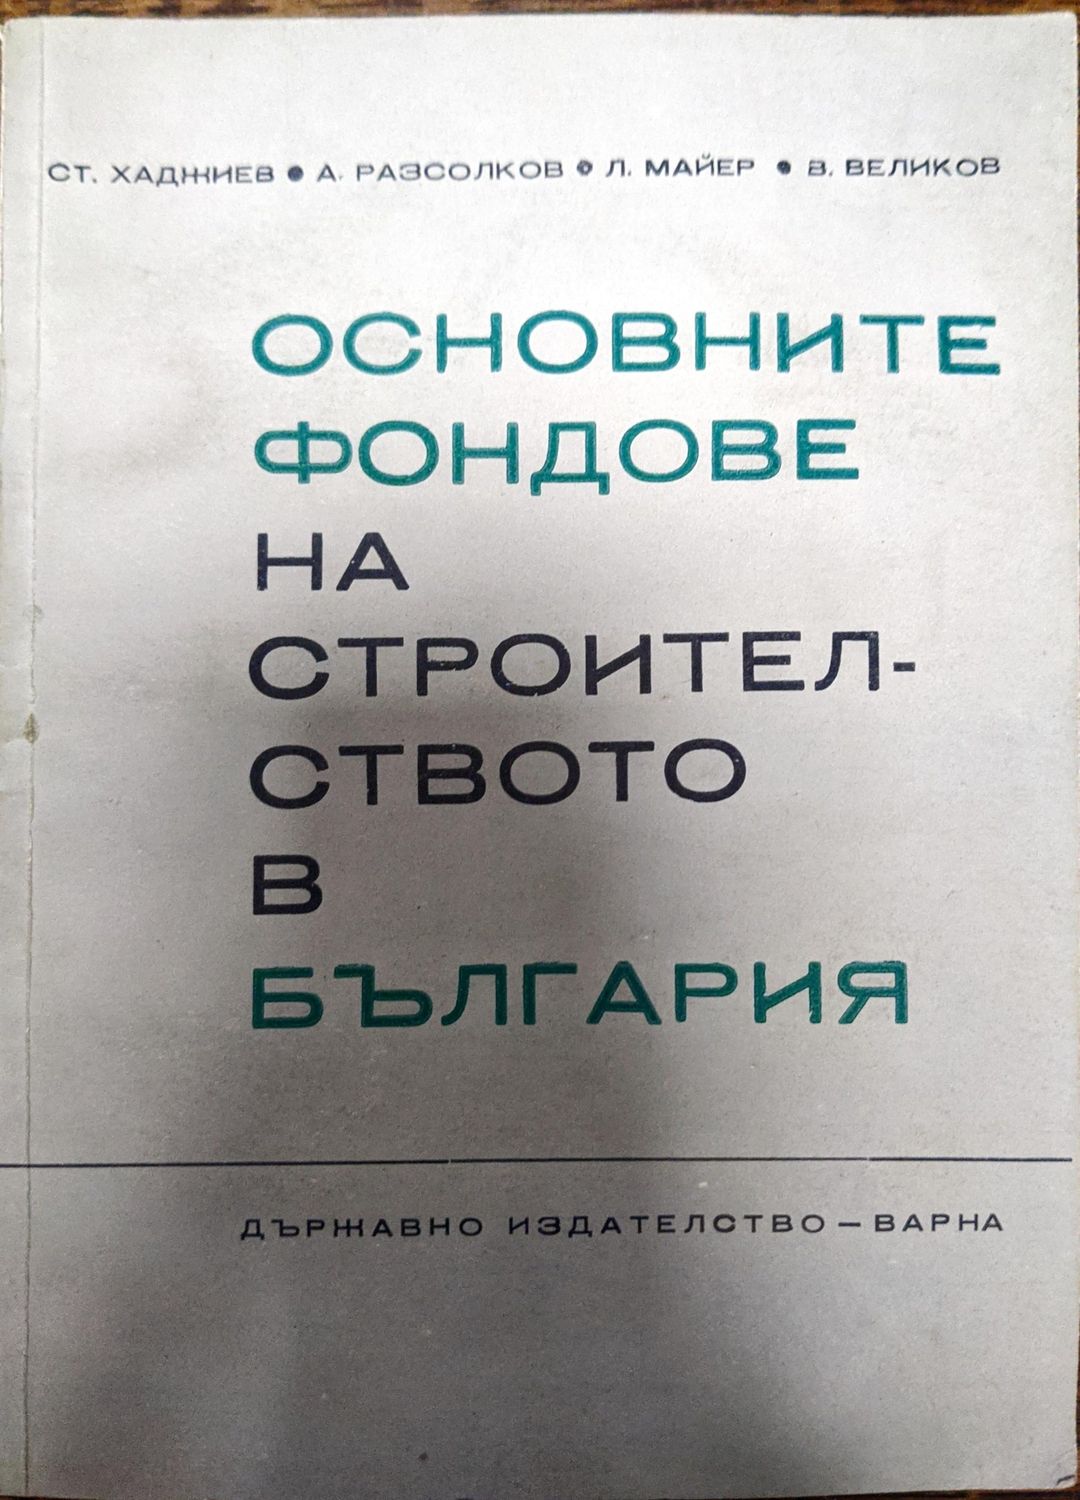 СТ. ХАДЖИЕВ • А. РАЗСОЛКОВ • Л. МАЙЕР • В. ВЕЛИКОВ
ОСНОВНИТЕ
ФОНДОВЕ
НА
СТРОИТЕЛ-
СТВОТО
В
БЪЛГАРИЯ
ДЪРЖАВНО ИЗДАТЕЛСТВО — ВАРНА